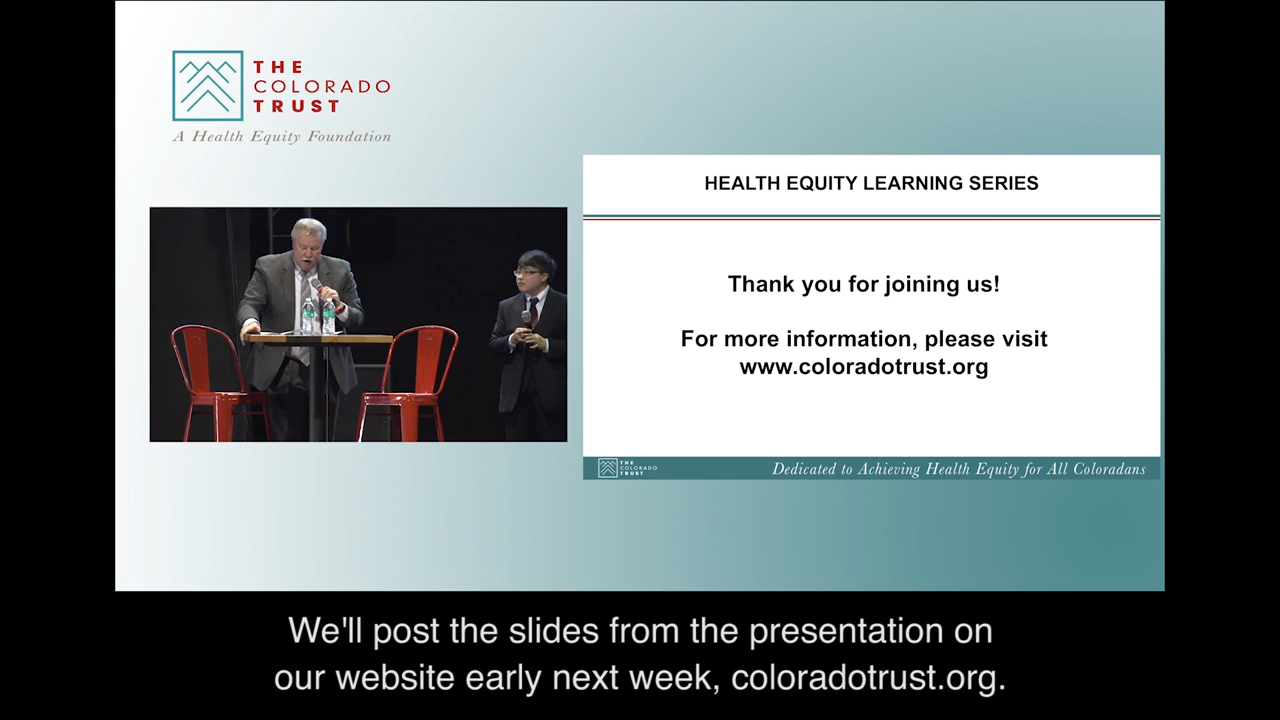 THE
COLORADO
TRUST
A Health Equity Foundation
HEALTH EQUITY LEARNING SERIES
Thank you for joining us!
For more information, please visit
www.coloradotrust.org
THE
COLORADO
TRUST
Dedicated to Achieving Health Equity for All Coloradans
We'll post the slides from the presentation on
our website early next week, coloradotrust.org.